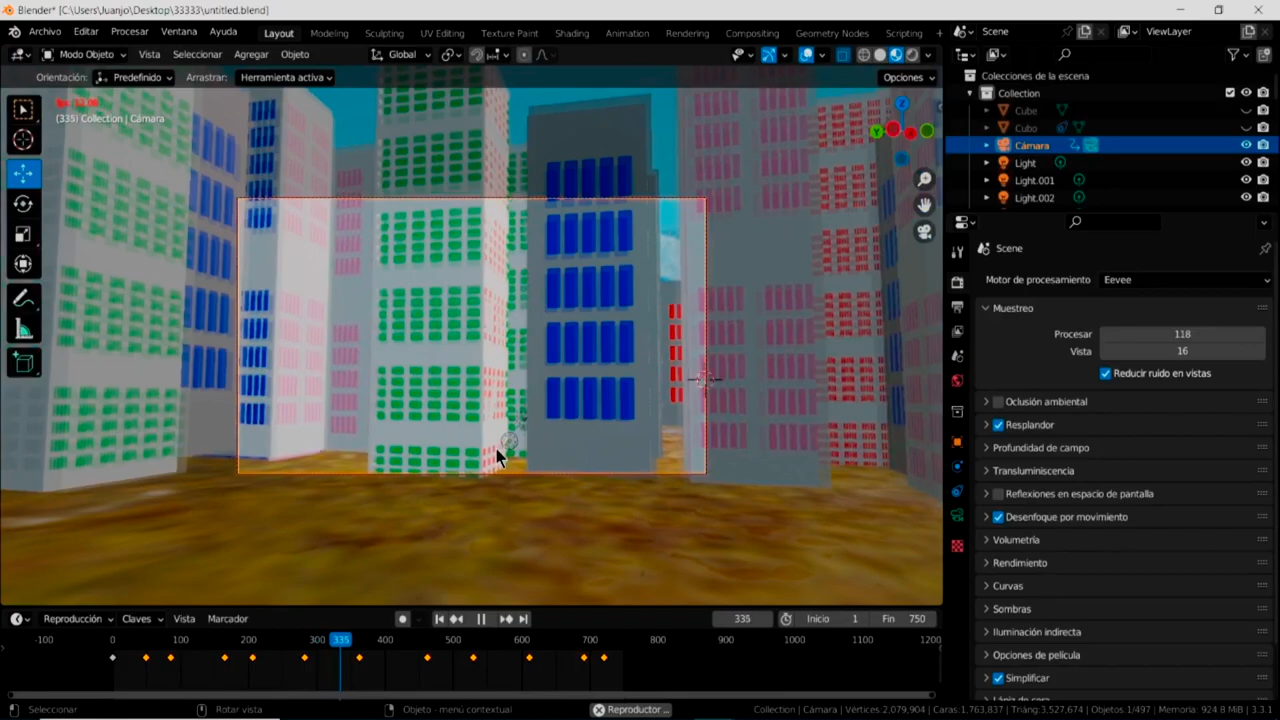 Blender* [C:\Users\Juanjo\Desktop\33333\untitled.blend]
Archivo Editar Procesar Ventana Ayuda Layout Modeling Sculpting UV Editing Texture Paint Shading Animation Rendering Compositing Geometry Nodes Scripting Scene ViewLayer
Modo Objeto Vista Seleccionar Agregar Objeto Global
Orientación: Predefinido Arrastrar: Herramienta activa Opciones
(335) Collection | Cámara
Z
Y
Colecciones de la escena
Collection
Cube
Cubo
Cámara
Light
Light.001
Light.002
Scene
Motor de procesamiento Eevee
Muestreo
Procesar 118
Vista 16
Reducir ruido en vistas
Oclusión ambiental
Resplandor
Profundidad de campo
Transluminiscencia
Reflexiones en espacio de pantalla
Desenfoque por movimiento
Volumetría
Rendimiento
Curvas
Sombras
Iluminación indirecta
Opciones de película
Simplificar
Reproducción Claves Vista Marcador 335 Inicio 1 Fin 750
-100 0 100 200 300 335 400 500 600 700 800 900 1000 1100 1200
Seleccionar Rotar vista Objeto - menú contextual Reproductor ... Collection | Cámara | Vértices:2,079,904 | Caras:1,763,837 | Triáng:3,527,674 | Objetos:1/497 | Memoria: 924.8 MiB | 3.3.1